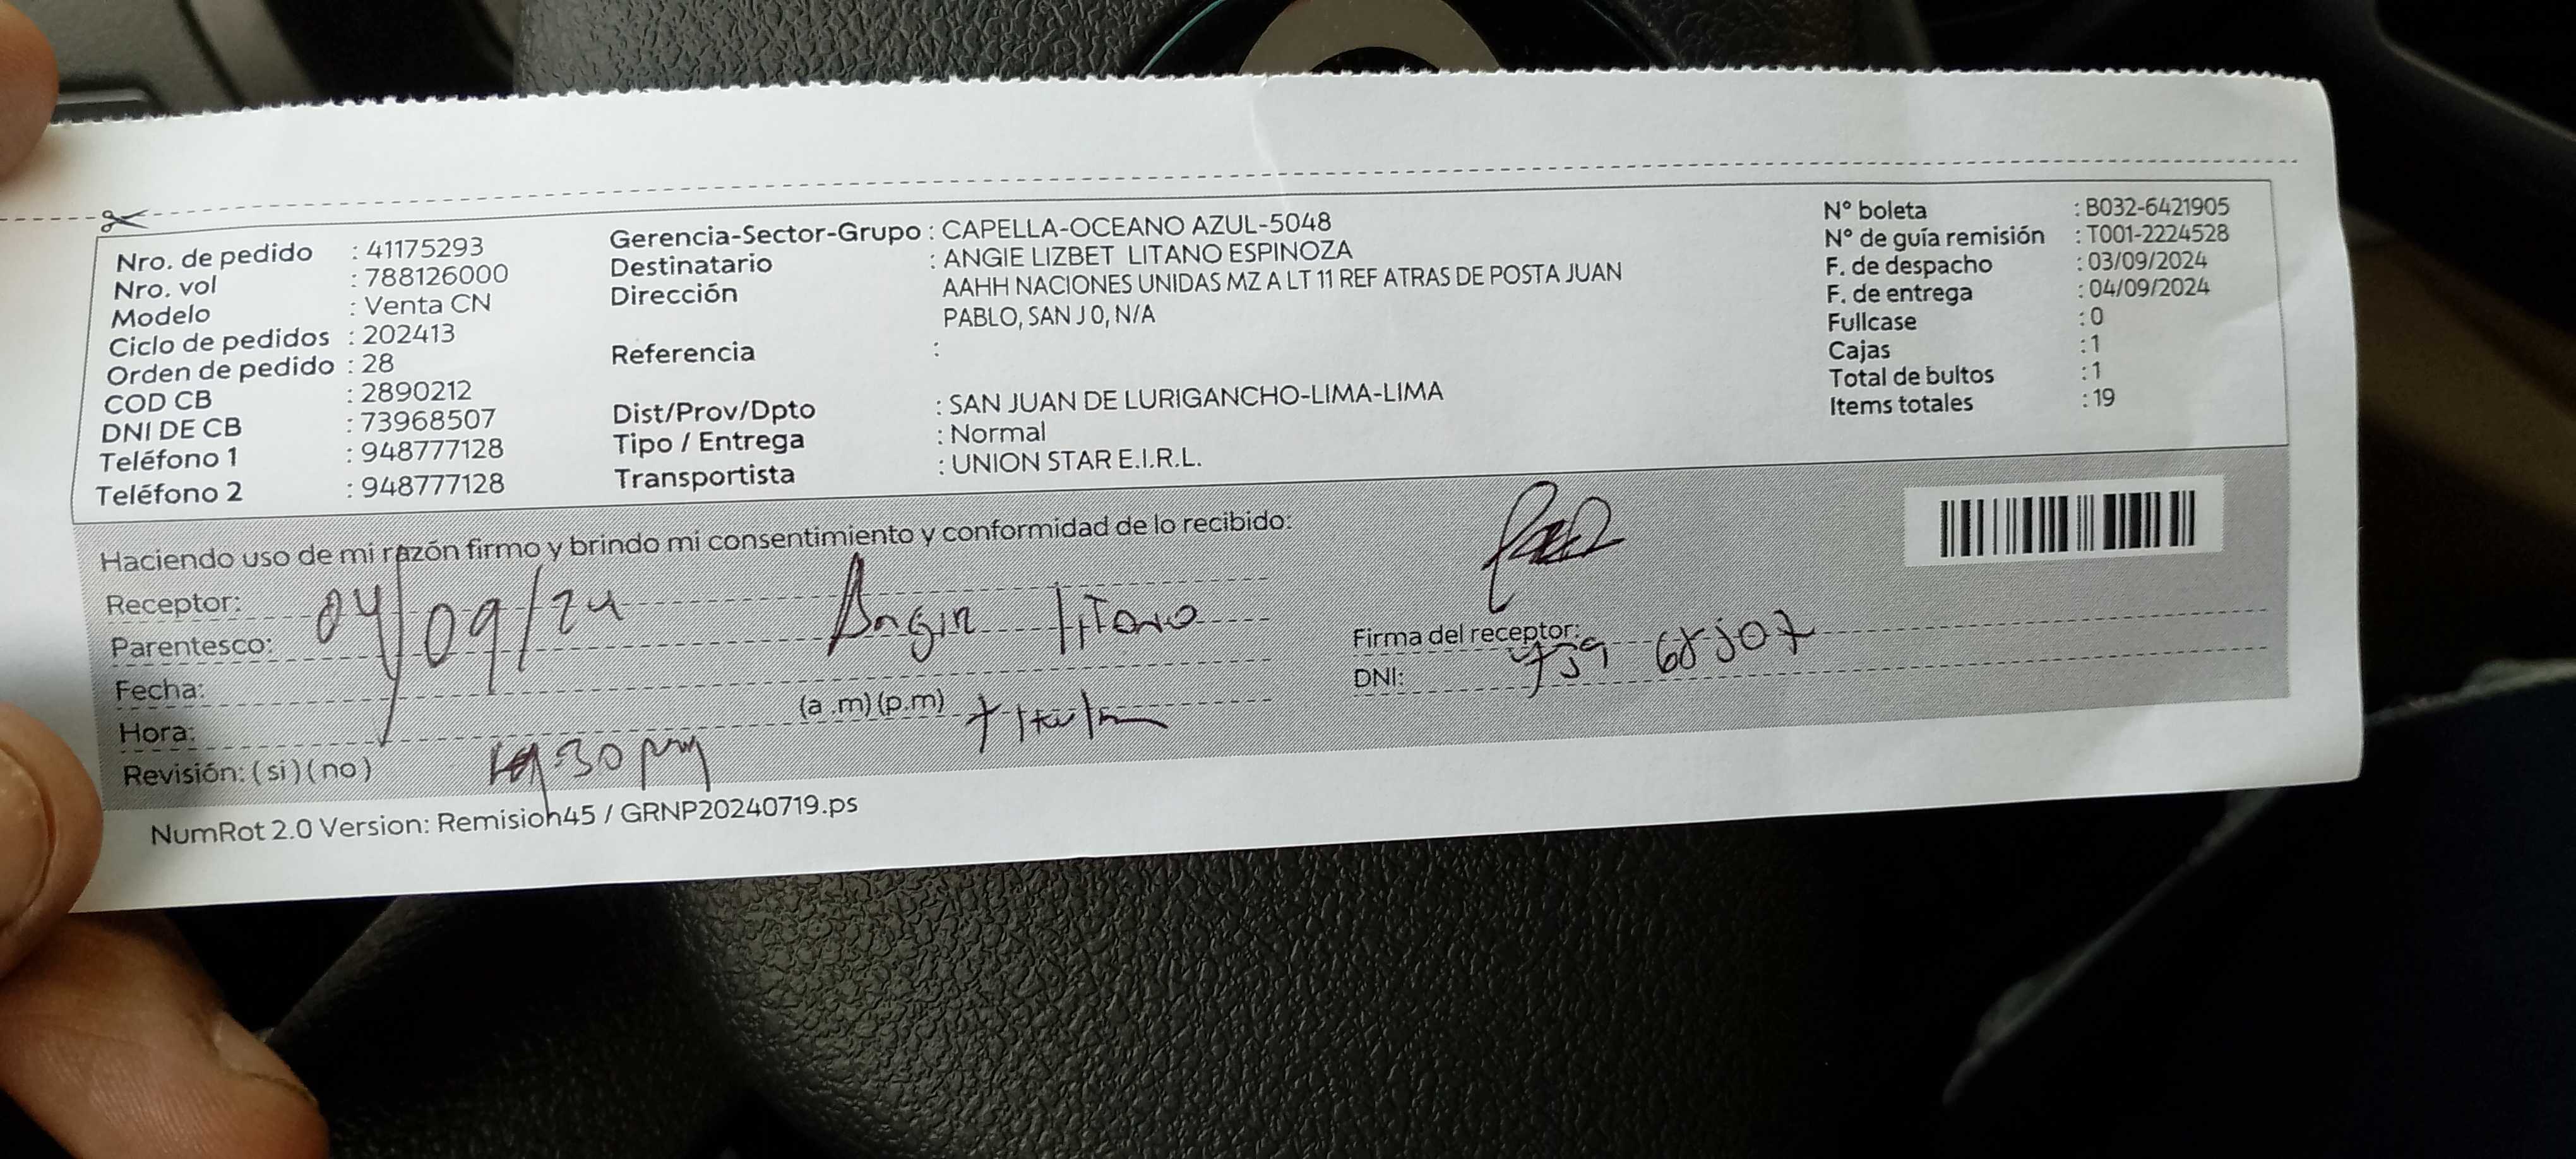 Nro. de pedido : 41175293
Nro. vol : 788126000
Modelo : Venta CN
Ciclo de pedidos : 202413
Orden de pedido : 28
COD CB : 2890212
DNI DE CB : 73968507
Teléfono 1 : 948777128
Teléfono 2 : 948777128
Gerencia-Sector-Grupo : CAPELLA-OCEANO AZUL-5048
Destinatario : ANGIE LIZBET LITANO ESPINOZA
Dirección AAHH NACIONES UNIDAS MZ A LT 11 REF ATRAS DE POSTA JUAN
PABLO, SAN J 0, N/A
Referencia :
Dist/Prov/Dpto : SAN JUAN DE LURIGANCHO-LIMA-LIMA
Tipo / Entrega : Normal
Transportista : UNION STAR E.I.R.L.
N° boleta : B032-6421905
N° de guía remisión : T001-2224528
F. de despacho : 03/09/2024
F. de entrega : 04/09/2024
Fullcase : 0
Cajas : 1
Total de bultos : 1
Items totales : 19
Haciendo uso de mi razón firmo y brindo mi consentimiento y conformidad de lo recibido:
Receptor:
Parentesco: 04/09/24
Fecha:
Hora: (a .m) (p.m)
Revisión: ( si ) ( no )
:30 pm
Litano
Titular
Firma del receptor:
DNI: 73968507
NumRot 2.0 Version: Remision45 / GRNP20240719.ps